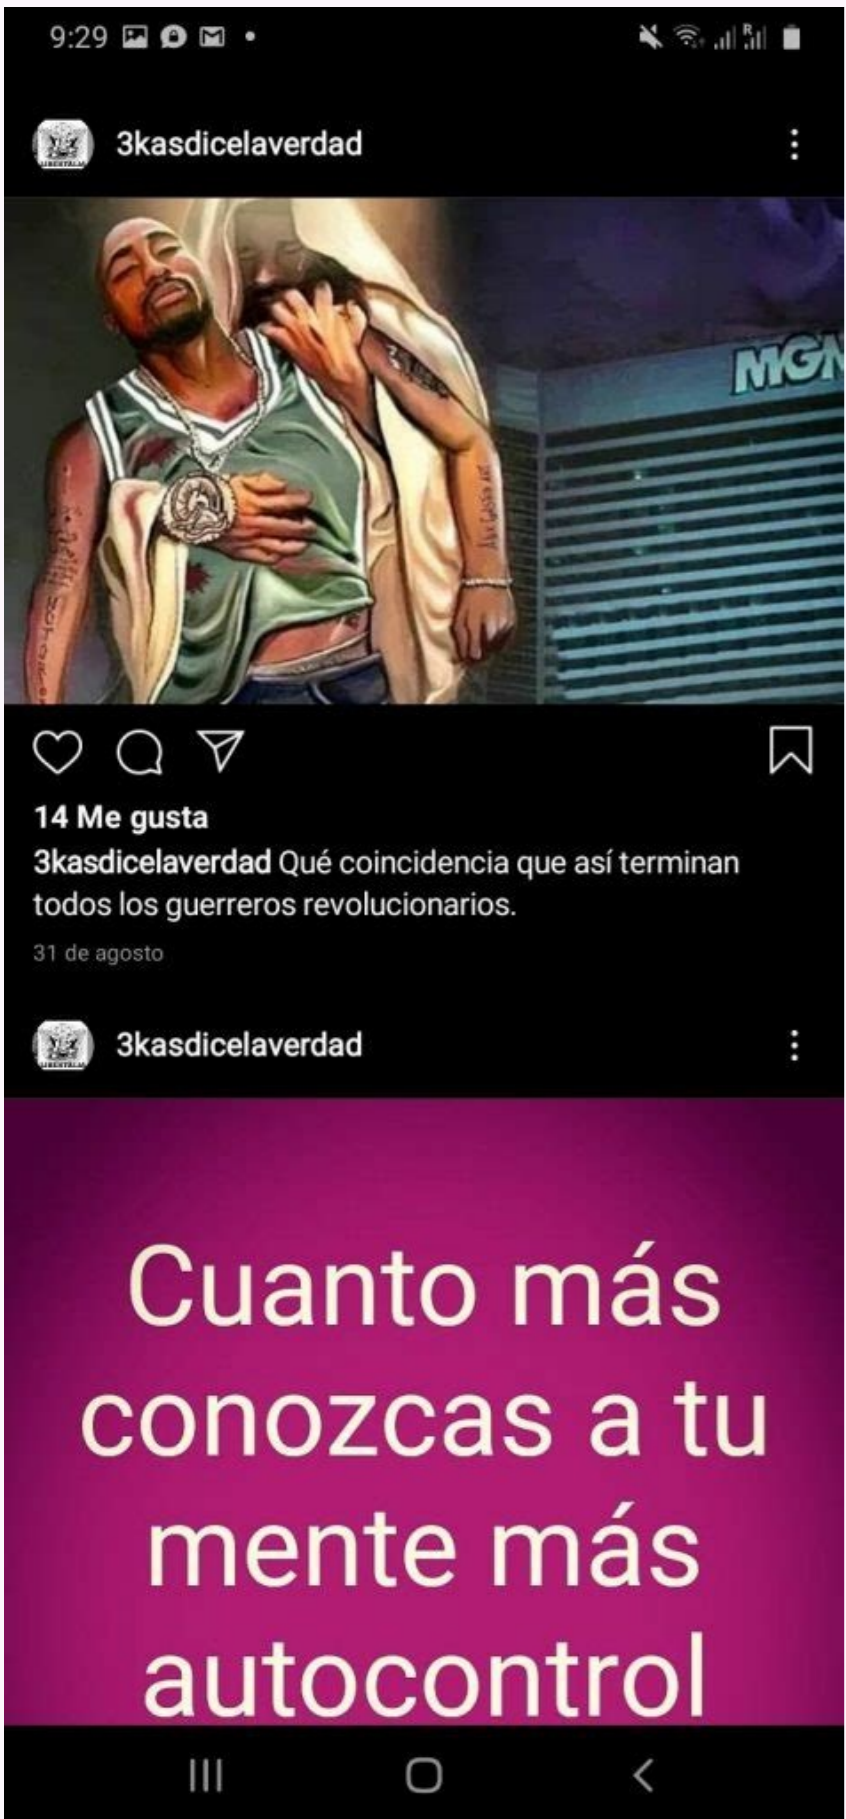 9:29
3kasdicelaverdad
MGM
14 Me gusta
3kasdicelaverdad Qué coincidencia que así terminan
todos los guerreros revolucionarios.
31 de agosto
3kasdicelaverdad
Cuanto más
conozcas a tu
mente más
autocontrol